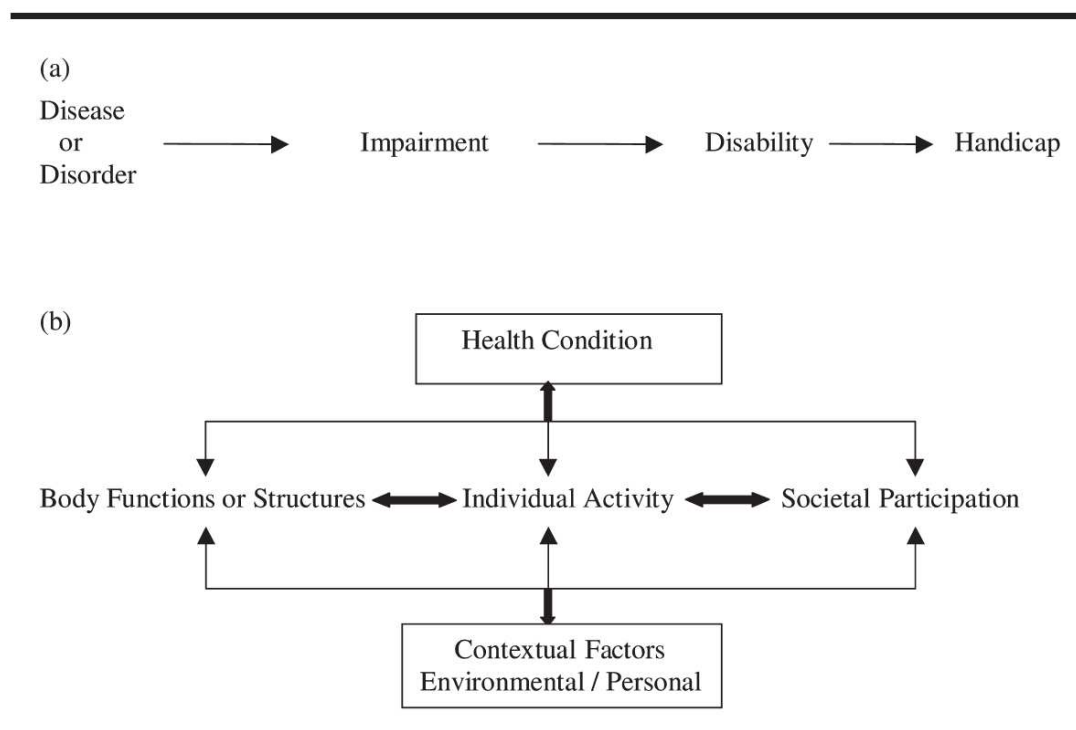 (a)
Disease
or
Disorder
Impairment
Disability
Handicap
(b)
Health Condition
Body Functions or Structures
Individual Activity
Societal Participation
Contextual Factors
Environmental / Personal